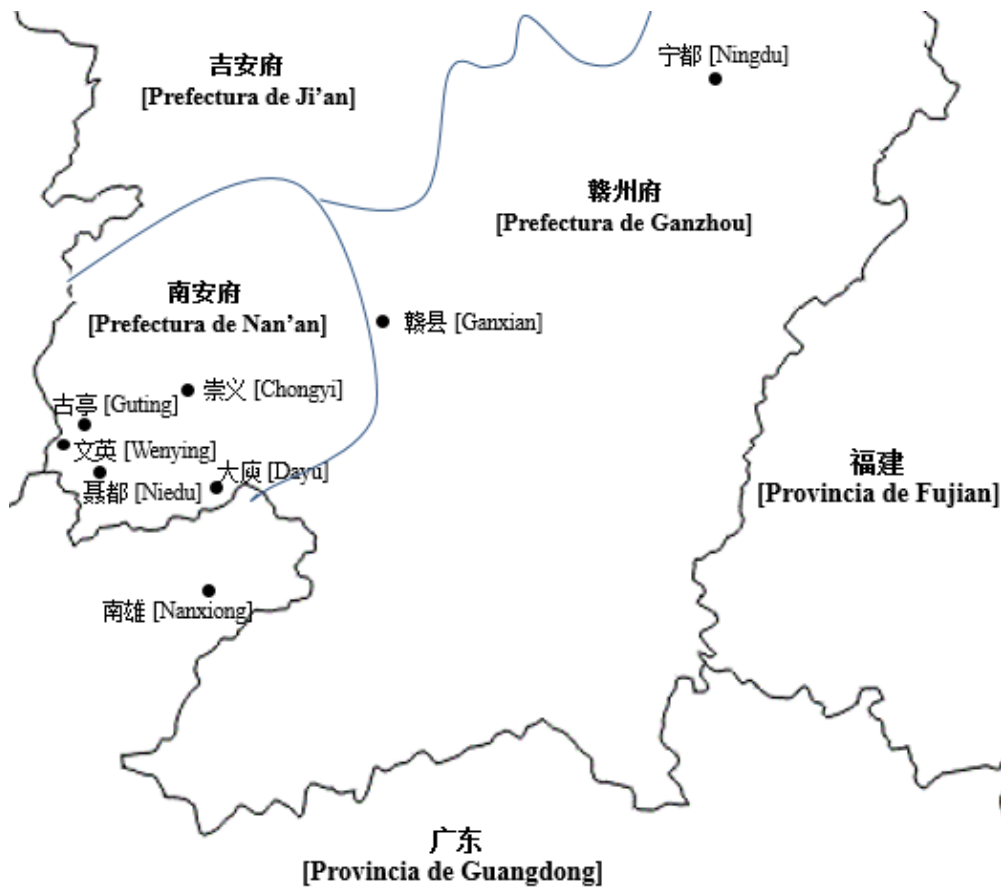 宁都 [Ningdu]
吉安府
[Prefectura de Ji’an]
赣州府
[Prefectura de Ganzhou]
南安府
[Prefectura de Nan’an]
赣县 [Ganxian]
崇义 [Chongyi]
古亭 [Guting]
文英 [Wenying]
大庾 [Dayu]
聂都 [Niedu]
福建
[Provincia de Fujian]
南雄 [Nanxiong]
广东
[Provincia de Guangdong]